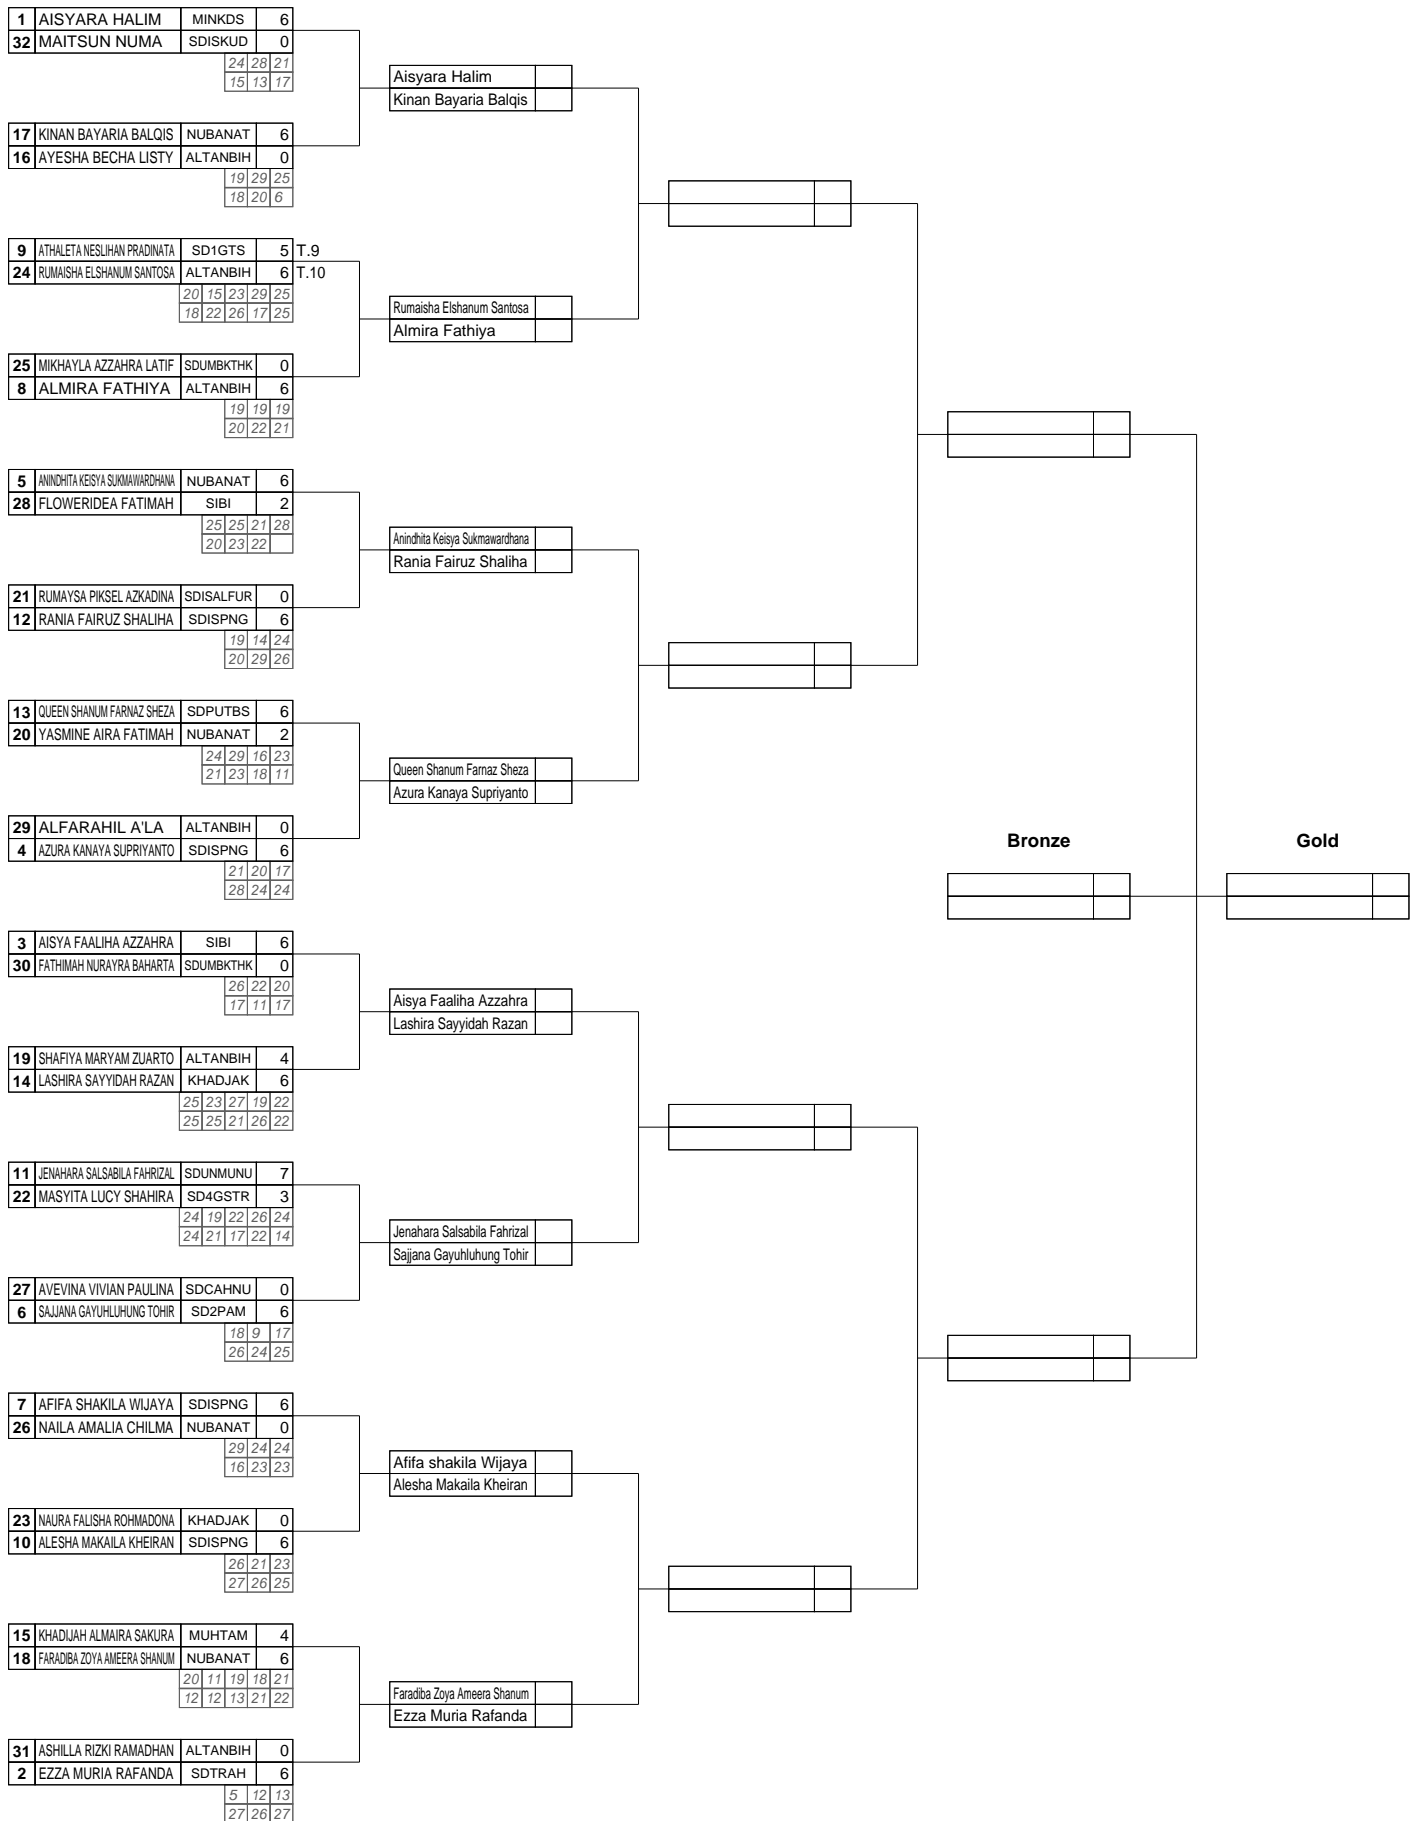 1 AISYARA HALIM MINKDS 6
32 MAITSUN NUMA SDISKUD 0
24 28 21
15 13 17
Aisyara Halim
Kinan Bayaria Balqis
17 KINAN BAYARIA BALQIS NUBANAT 6
16 AYESHA BECHA LISTY ALTANBIH 0
19 29 25
18 20 6
9 ATHALETA NESLIHAN PRADINATA SD1GTS 5 T.9
24 RUMAISHA ELSHANUM SANTOSA ALTANBIH 6 T.10
20 15 23 29 25
18 22 26 17 25
Rumaisha Elshanum Santosa
Almira Fathiya
25 MIKHAYLA AZZAHRA LATIF SDUMBKTHK 0
8 ALMIRA FATHIYA ALTANBIH 6
19 19 19
20 22 21
5 ANINDHITA KEISYA SUKMAWARDHANA NUBANAT 6
28 FLOWERIDEA FATIMAH SIBI 2
25 25 21 28
20 23 22
Anindhita Keisya Sukmawardhana
Rania Fairuz Shaliha
21 RUMAYSA PIKSEL AZKADINA SDISALFUR 0
12 RANIA FAIRUZ SHALIHA SDISPNG 6
19 14 24
20 29 26
13 QUEEN SHANUM FARNAZ SHEZA SDPUTBS 6
20 YASMINE AIRA FATIMAH NUBANAT 2
24 29 16 23
21 23 18 11
Queen Shanum Farnaz Sheza
Azura Kanaya Supriyanto
29 ALFARAHIL A'LA ALTANBIH 0
4 AZURA KANAYA SUPRIYANTO SDISPNG 6
21 20 17
28 24 24
Bronze Gold
3 AISYA FAALIHA AZZAHRA SIBI 6
30 FATHIMAH NURAYRA BAHARTA SDUMBKTHK 0
26 22 20
17 11 17
Aisya Faaliha Azzahra
Lashira Sayyidah Razan
19 SHAFIYA MARYAM ZUARTO ALTANBIH 4
14 LASHIRA SAYYIDAH RAZAN KHADJAK 6
25 23 27 19 22
25 25 21 26 22
11 JENAHARA SALSABILA FAHRIZAL SDUNMUNU 7
22 MASYITA LUCY SHAHIRA SD4GSTR 3
24 19 22 26 24
24 21 17 22 14
Jenahara Salsabila Fahrizal
Sajjana Gayuhluhung Tohir
27 AVEVINA VIVIAN PAULINA SDCAHNU 0
6 SAJJANA GAYUHLUHUNG TOHIR SD2PAM 6
18 9 17
26 24 25
7 AFIFA SHAKILA WIJAYA SDISPNG 6
26 NAILA AMALIA CHILMA NUBANAT 0
29 24 24
16 23 23
Afifa shakila Wijaya
Alesha Makaila Kheiran
23 NAURA FALISHA ROHMADONA KHADJAK 0
10 ALESHA MAKAILA KHEIRAN SDISPNG 6
26 21 23
27 26 25
15 KHADIJAH ALMAIRA SAKURA MUHTAM 4
18 FARADIBA ZOYA AMEERA SHANUM NUBANAT 6
20 11 19 18 21
12 12 13 21 22
Faradiba Zoya Ameera Shanum
Ezza Muria Rafanda
31 ASHILLA RIZKI RAMADHAN ALTANBIH 0
2 EZZA MURIA RAFANDA SDTRAH 6
5 12 13
27 26 27